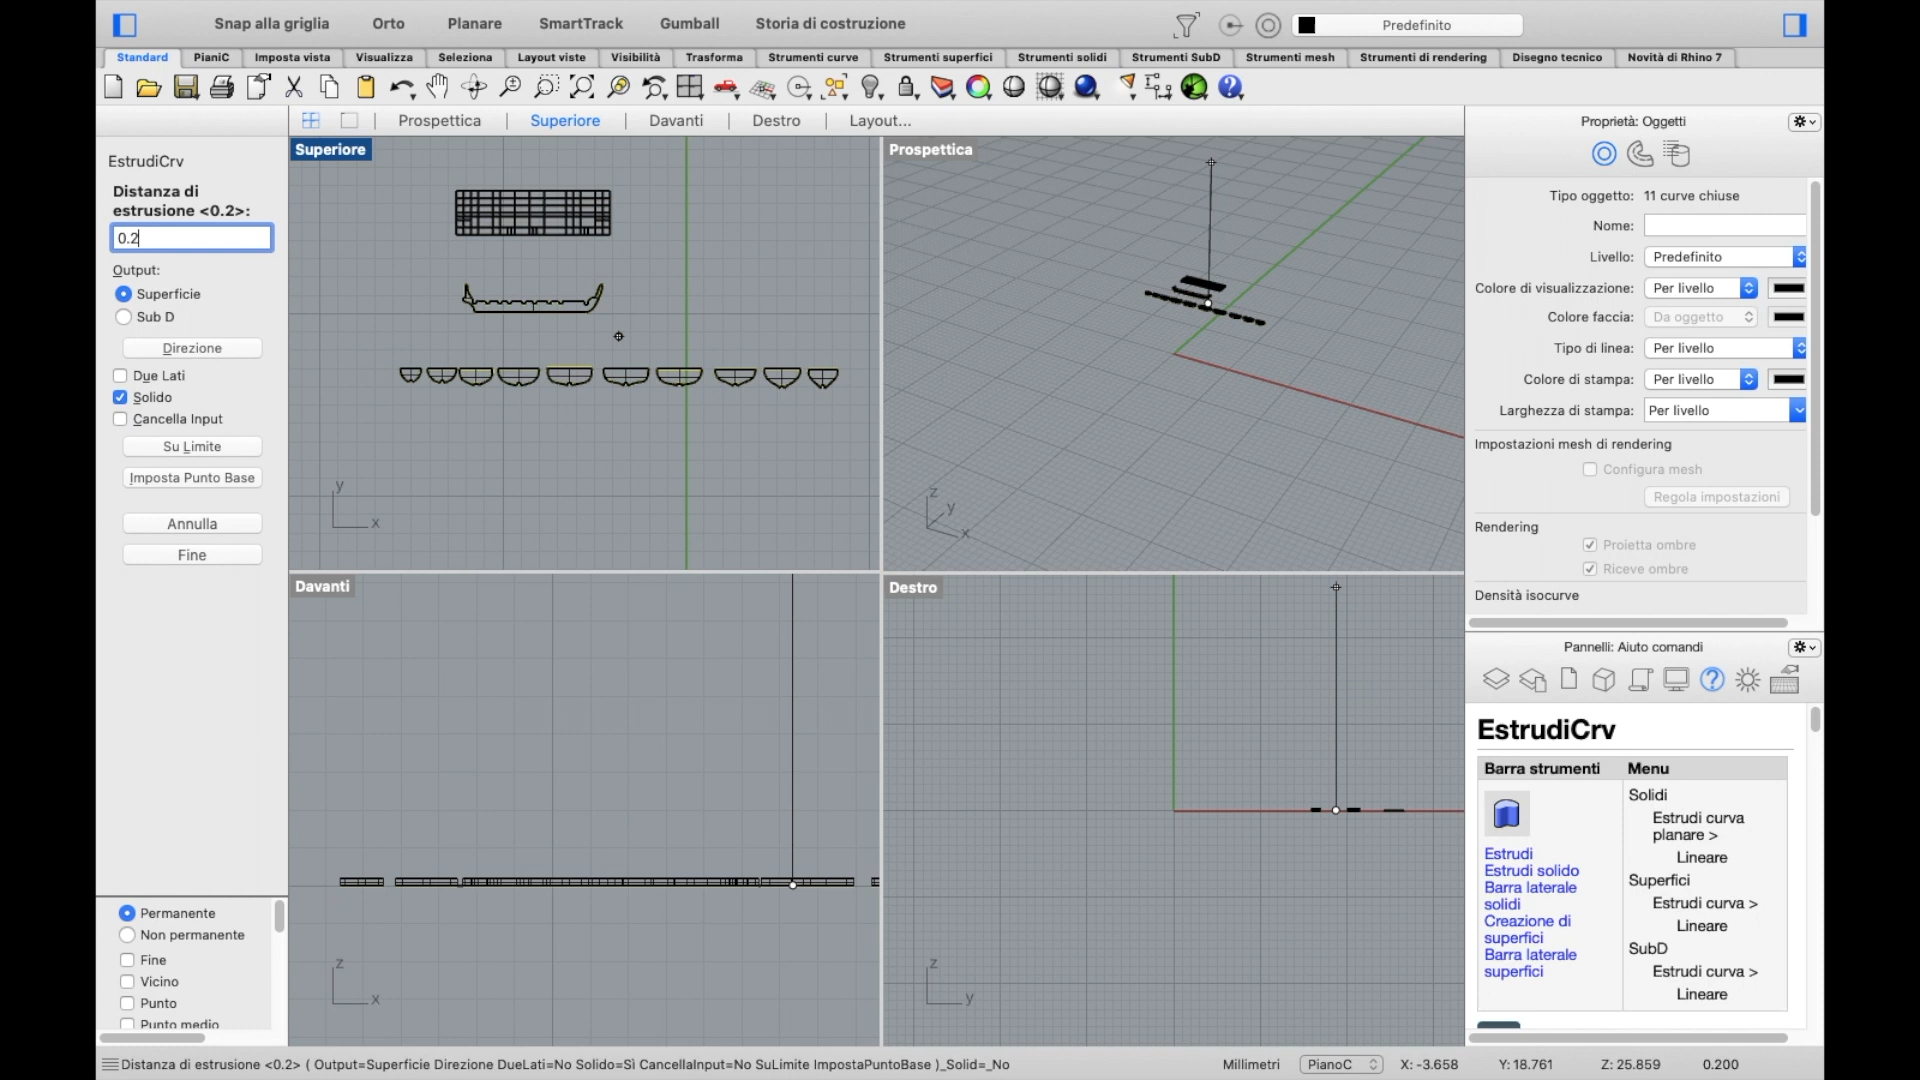 Snap alla griglia Orto Planare SmartTrack Gumball Storia di costruzione Predefinito
Standard PianiC Imposta vista Visualizza Seleziona Layout viste Visibilità Trasforma Strumenti curve Strumenti superfici Strumenti solidi Strumenti SubD Strumenti mesh Strumenti di rendering Disegno tecnico Novità di Rhino 7
Prospettica Superiore Davanti Destro Layout...
EstrudiCrv
Distanza di
estrusione <0.2>:
0.2
Output:
Superficie
Sub D
Direzione
Due Lati
Solido
Cancella Input
Su Limite
Imposta Punto Base
Annulla
Fine
Permanente
Non permanente
Fine
Vicino
Punto
Punto medio
Superiore
y
x
Prospettica
z
y
x
Davanti
z
x
Destro
z
y
Proprietà: Oggetti
Tipo oggetto: 11 curve chiuse
Nome:
Livello: Predefinito
Colore di visualizzazione: Per livello
Colore faccia: Da oggetto
Tipo di linea: Per livello
Colore di stampa: Per livello
Larghezza di stampa: Per livello
Impostazioni mesh di rendering
Configura mesh
Regola impostazioni
Rendering
Proietta ombre
Riceve ombre
Densità isocurve
Pannelli: Aiuto comandi
EstrudiCrv
Barra strumenti Menu
Estrudi
Estrudi solido
Barra laterale
solidi
Creazione di
superfici
Barra laterale
superfici
Solidi
Estrudi curva
planare >
Lineare
Superfici
Estrudi curva >
Lineare
SubD
Estrudi curva >
Lineare
Distanza di estrusione <0.2> ( Output=Superficie Direzione DueLati=No Solido=Sì CancellaInput=No SuLimite ImpostaPuntoBase )_Solid=_No Millimetri PianoC X: -3.658 Y: 18.761 Z: 25.859 0.200